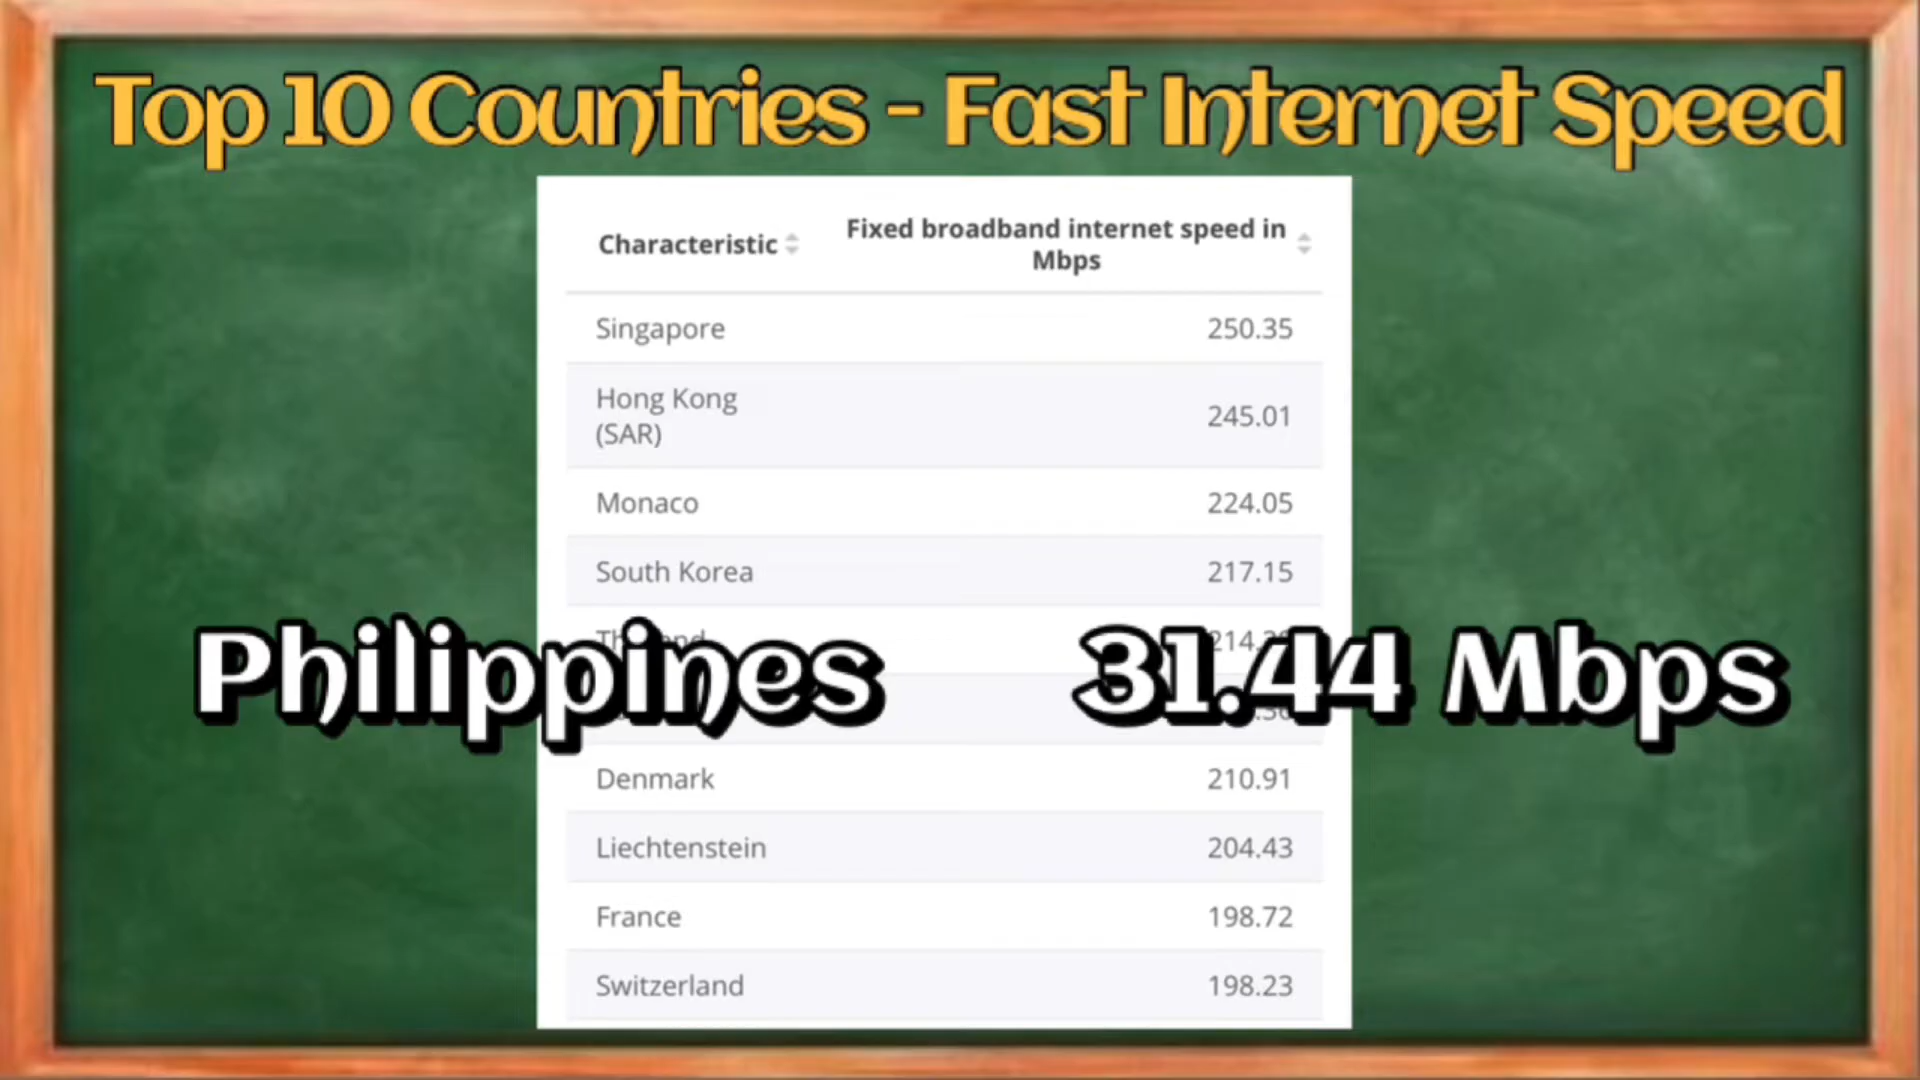 Top 10 Countries - Fast Internet Speed
Characteristic
Fixed broadband internet speed in
Mbps
Singapore 250.35
Hong Kong
(SAR) 245.01
Monaco 224.05
South Korea 217.15
Philippines 31.44 Mbps
Denmark 210.91
Liechtenstein 204.43
France 198.72
Switzerland 198.23